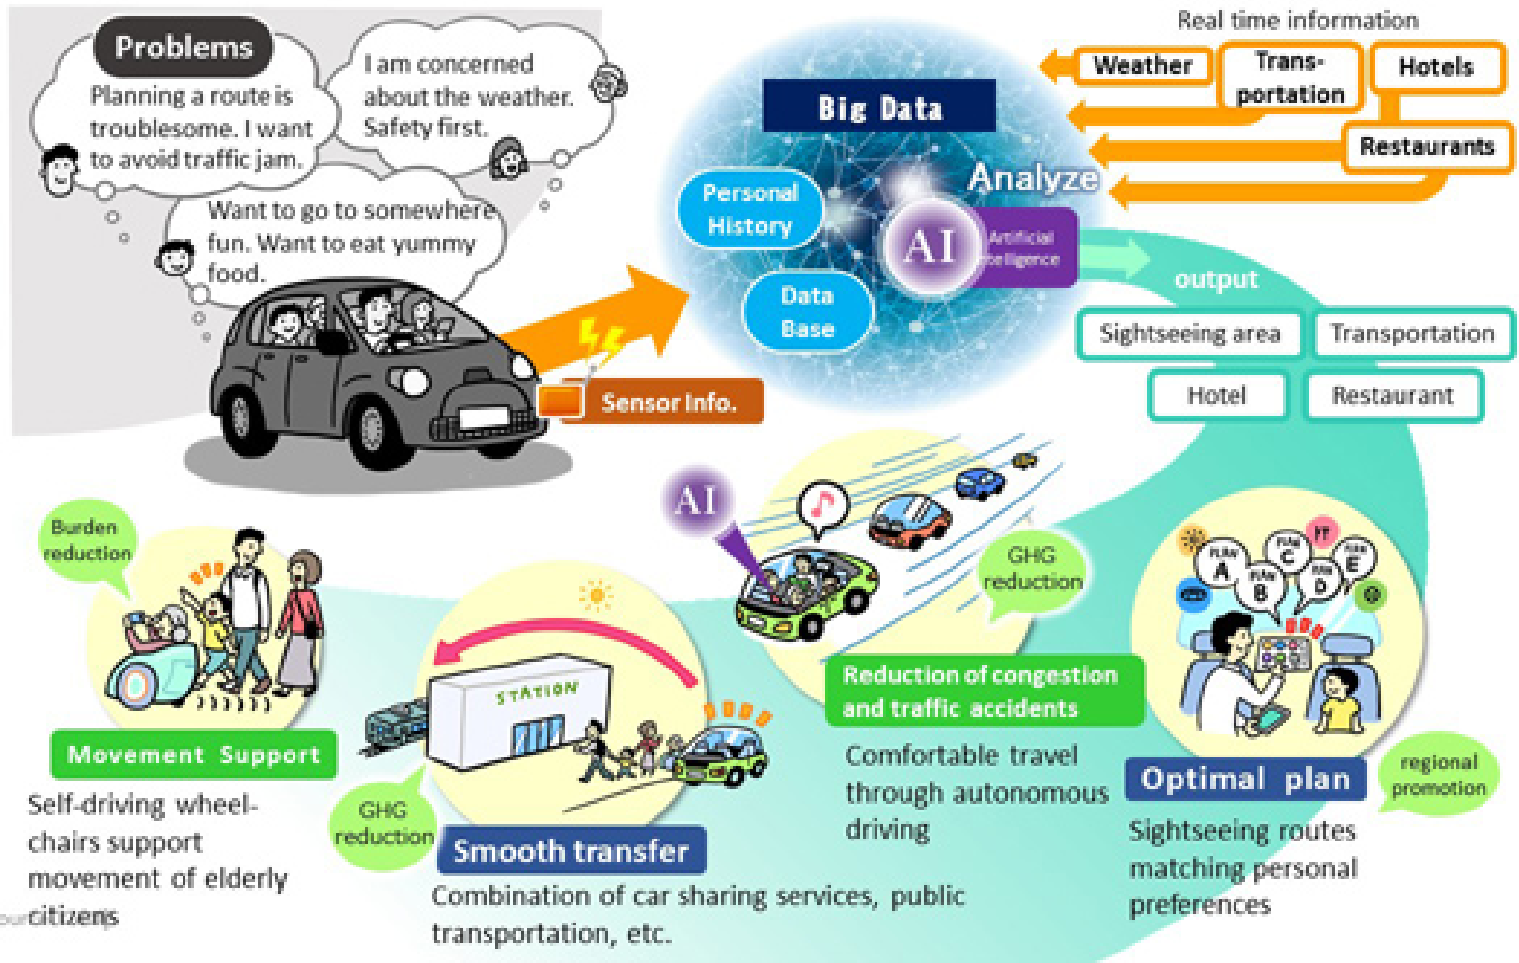 Problems
Planning a route is
troublesome. I want
to avoid traffic jam.
I am concerned
about the weather.
Safety first.
Want to go to somewhere
fun. Want to eat yummy
food.
Sensor Info.
Big Data
Personal
History
Data
Base
Analyze
AI
Artificial
ntelligence
Real time information
Weather
Trans-
portation
Hotels
Restaurants
output
Sightseeing area
Transportation
Hotel
Restaurant
Burden
reduction
Movement Support
Self-driving wheel-
chairs support
movement of elderly
citizens
STATION
GHG
reduction
Smooth transfer
Combination of car sharing services, public
transportation, etc.
AI
GHG
reduction
Reduction of congestion
and traffic accidents
Comfortable travel
through autonomous
driving
PLAN
A
PLAN
B
PLAN
C
PLAN
D
PLAN
E
Optimal plan
regional
promotion
Sightseeing routes
matching personal
preferences